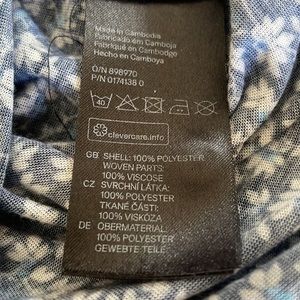 Made in Cambodia
Fabricado em Camboja
Fabriqué en Cambodge
Hecho en Camboya
O/N 898970
P/N 0174138 0
40
clevercare.info
GB SHELL: 100% POLYESTER
WOVEN PARTS:
100% VISCOSE
CZ SVRCHNÍ LÁTKA:
100% POLYESTER
TKANÉ ČÁSTI:
100% VISKÓZA
DE OBERMATERIAL:
100% POLYESTER
GEWEBTE TEILE: